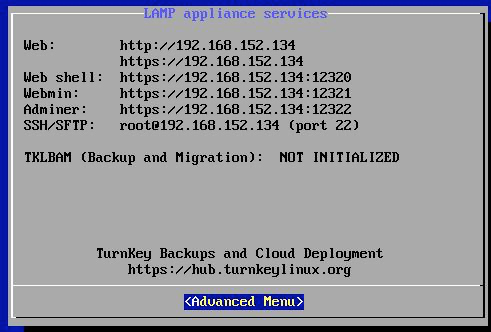 LAMP appliance services
Web: http://192.168.152.134
https://192.168.152.134
Web shell: https://192.168.152.134:12320
Webmin: https://192.168.152.134:12321
Adminer: https://192.168.152.134:12322
SSH/SFTP: root@192.168.152.134 (port 22)
TKLBAM (Backup and Migration): NOT INITIALIZED
TurnKey Backups and Cloud Deployment
https://hub.turnkeylinux.org
<Advanced Menu>